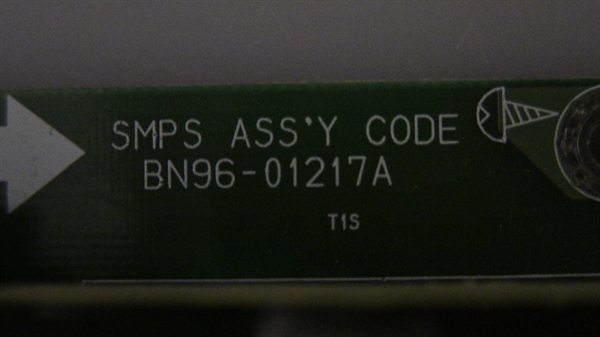 SMPS ASS'Y CODE
BN96-01217A
T1S